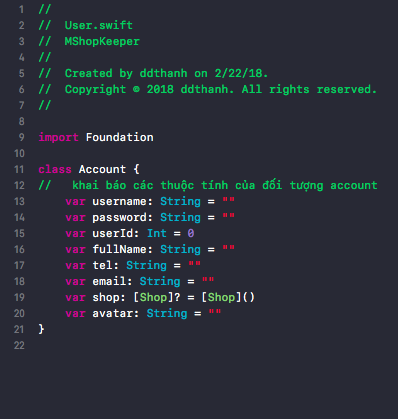 1 //
2 // User.swift
3 // MShopKeeper
4 //
5 // Created by ddthanh on 2/22/18.
6 // Copyright © 2018 ddthanh. All rights reserved.
7 //
8
9 import Foundation
10
11 class Account {
12 // khai báo các thuộc tính của đối tượng account
13 var username: String = ""
14 var password: String = ""
15 var userId: Int = 0
16 var fullName: String = ""
17 var tel: String = ""
18 var email: String = ""
19 var shop: [Shop]? = [Shop]()
20 var avatar: String = ""
21 }
22